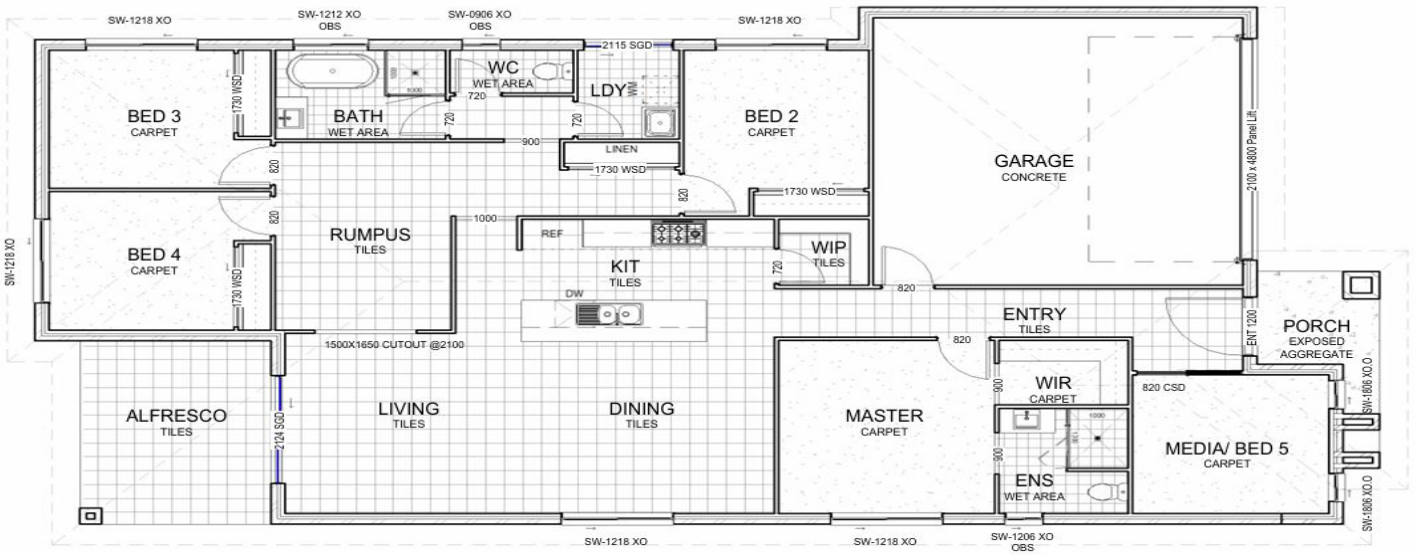 SW-1218 XO
SW-1212 XO
OBS
SW-0906 XO
OBS
SW-1218 XO
2115 SGD
BED 3
CARPET
1730 WSD
BATH
WET AREA
1000
720
WC
WET AREA
720
LDY
WM
720
BED 2
CARPET
GARAGE
CONCRETE
2100 x 4800 Panel Lift
900
LINEN
1730 WSD
820
820
1730 WSD
820
SW-1218 XO
BED 4
CARPET
1730 WSD
RUMPUS
TILES
1000
REF
KIT
TILES
WIP
TILES
720
820
DW
ENTRY
TILES
ENT 1200
PORCH
EXPOSED
AGGREGATE
1500X1650 CUTOUT @2100
820
ALFRESCO
TILES
2124 SGD
LIVING
TILES
DINING
TILES
MASTER
CARPET
900
WIR
CARPET
820 CSD
SW-1806 XO.O
1000
900
ENS
WET AREA
MEDIA/ BED 5
CARPET
SW-1806 XO.O
SW-1218 XO
SW-1218 XO
SW-1206 XO
OBS